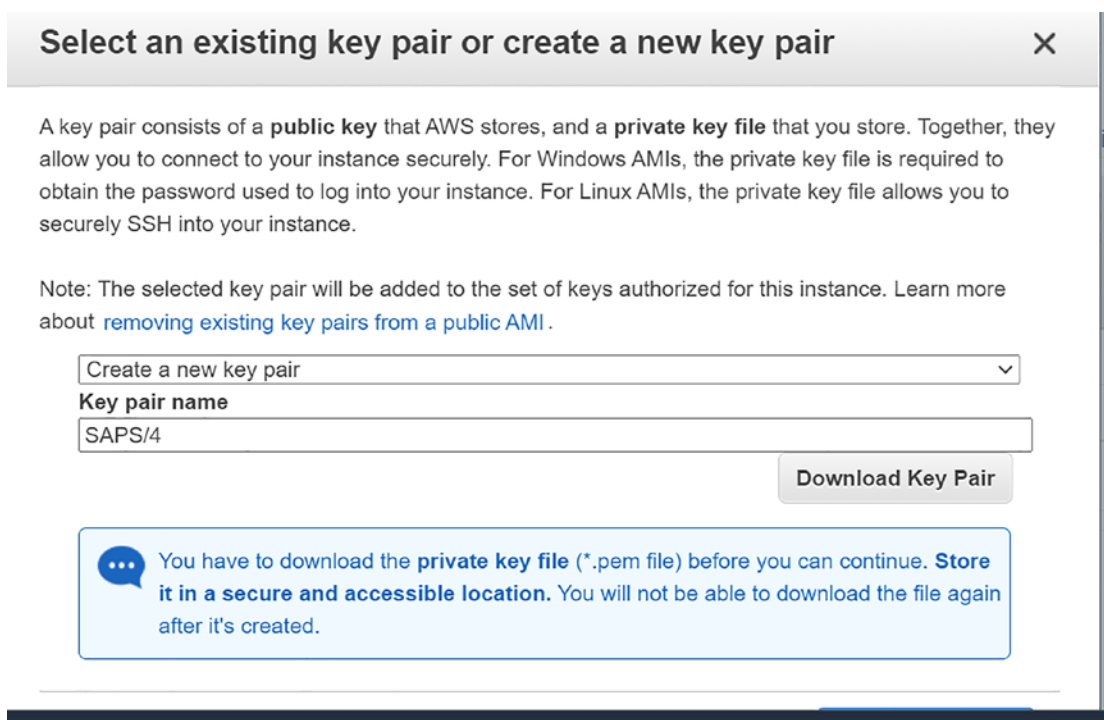 Select an existing key pair or create a new key pair
A key pair consists of a public key that AWS stores, and a private key file that you store. Together, they
allow you to connect to your instance securely. For Windows AMIs, the private key file is required to
obtain the password used to log into your instance. For Linux AMIs, the private key file allows you to
securely SSH into your instance.
Note: The selected key pair will be added to the set of keys authorized for this instance. Learn more
about removing existing key pairs from a public AMI .
Create a new key pair
Key pair name
SAPS/4
Download Key Pair
You have to download the private key file (*.pem file) before you can continue. Store
it in a secure and accessible location. You will not be able to download the file again
after it's created.